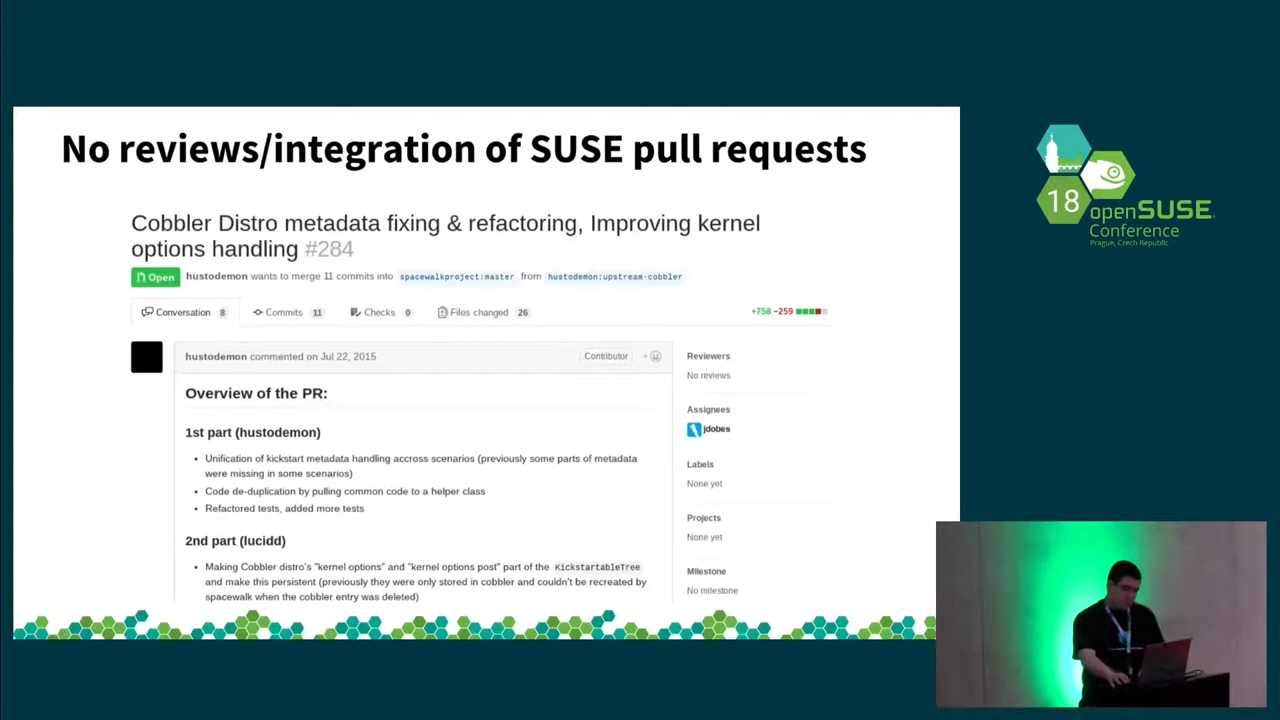 No reviews/integration of SUSE pull requests
Cobbler Distro metadata fixing & refactoring, Improving kernel
options handling #284
Open hustodemon wants to merge 11 commits into spacewalkproject:master from hustodemon:upstream-cobbler
Conversation 8 Commits 11 Checks 0 Files changed 26 +758 −259
hustodemon commented on Jul 22, 2015 Contributor
Overview of the PR:
1st part (hustodemon)
• Unification of kickstart metadata handling accross scenarios (previously some parts of metadata
were missing in some scenarios)
• Code de-duplication by pulling common code to a helper class
• Refactored tests, added more tests
2nd part (lucidd)
• Making Cobbler distro's "kernel options" and "kernel options post" part of the KickstartableTree
and make this persistent (previously they were only stored in cobbler and couldn't be recreated by
spacewalk when the cobbler entry was deleted)
Reviewers
No reviews
Assignees
jdobes
Labels
None yet
Projects
None yet
Milestone
No milestone
18
openSUSE
Conference
Prague, Czech Republic